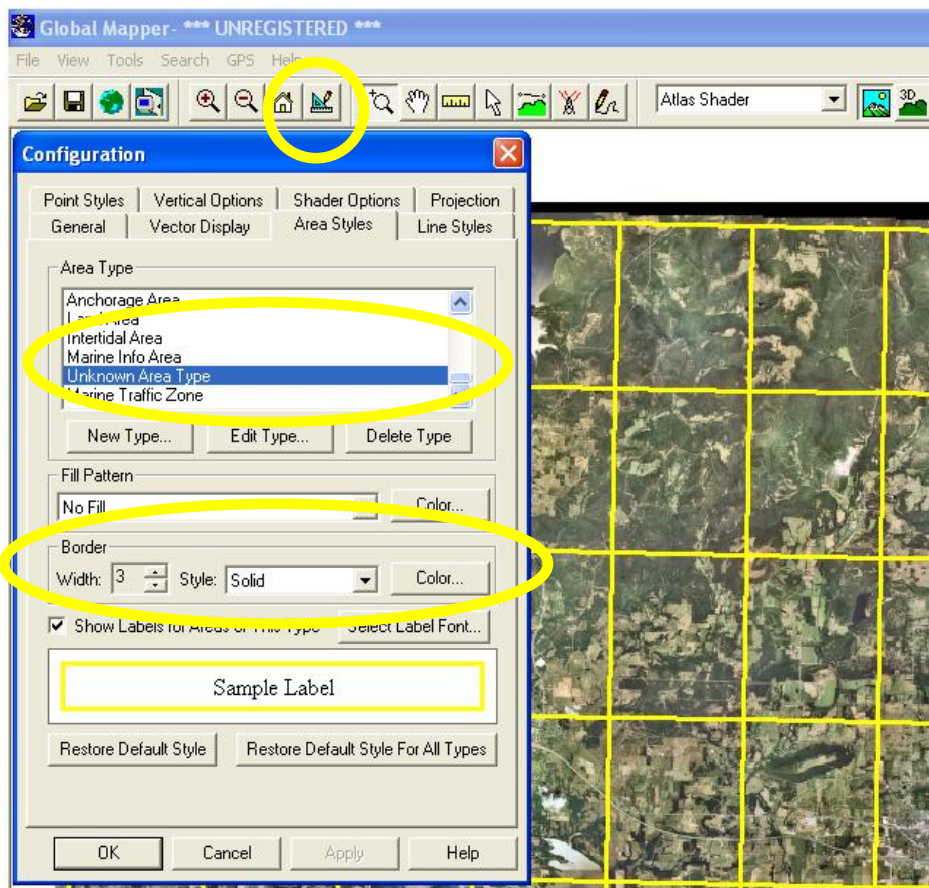 Global Mapper- *** UNREGISTERED ***
File View Tools Search GPS Help
Atlas Shader
3D
Configuration
Point Styles Vertical Options Shader Options Projection
General Vector Display Area Styles Line Styles
Area Type
Anchorage Area
Land Area
Intertidal Area
Marine Info Area
Unknown Area Type
Marine Traffic Zone
New Type... Edit Type... Delete Type
Fill Pattern
No Fill Color...
Border
Width: 3 Style: Solid Color...
Show Labels for Areas of This Type Select Label Font...
Sample Label
Restore Default Style Restore Default Style For All Types
OK Cancel Apply Help